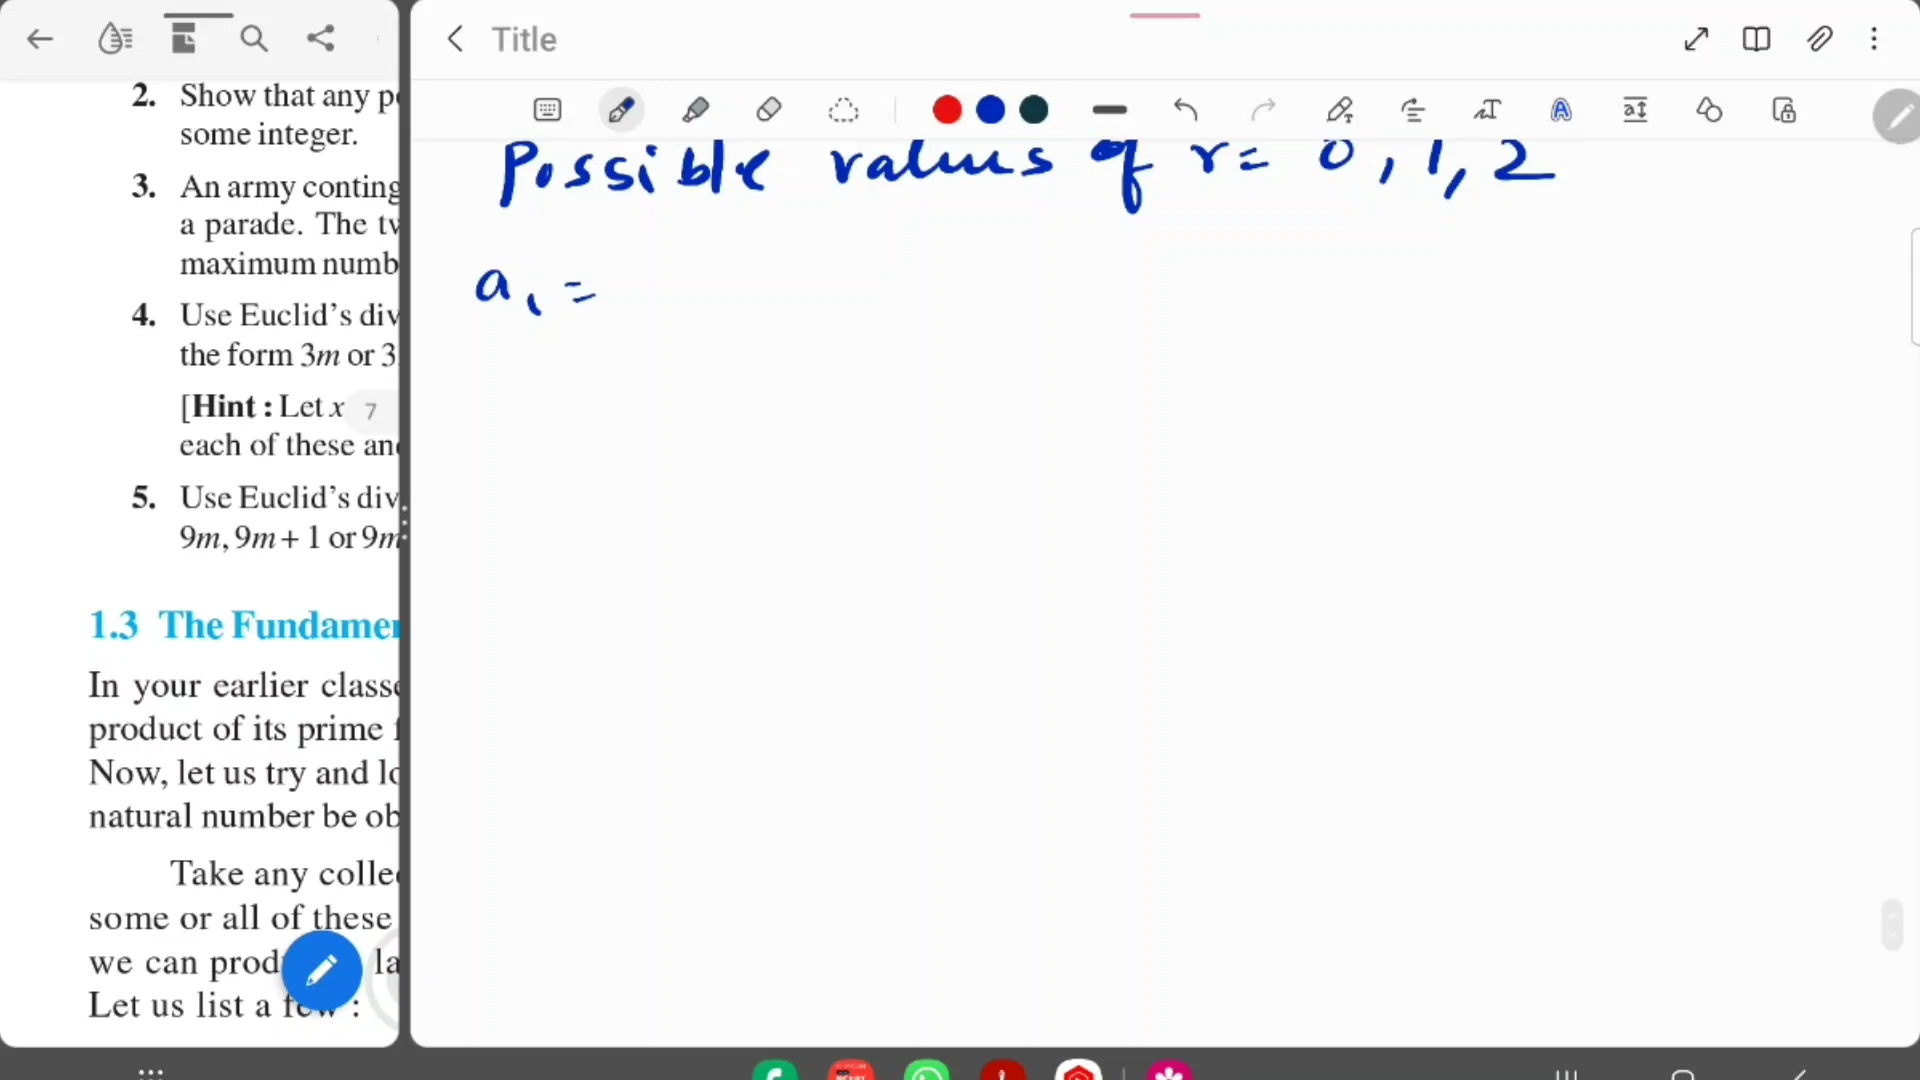 Title
2. Show that any p
some integer.
3. An army conting
a parade. The tw
maximum numb
4. Use Euclid's div
the form 3m or 3
[Hint : Let x 7
each of these an
5. Use Euclid's div
9m, 9m + 1 or 9m
1.3 The Fundamen
In your earlier classe
product of its prime f
Now, let us try and lo
natural number be ob
Take any colle
some or all of these
we can prod la
Let us list a few :
Possible values of r = 0, 1, 2
a1 =